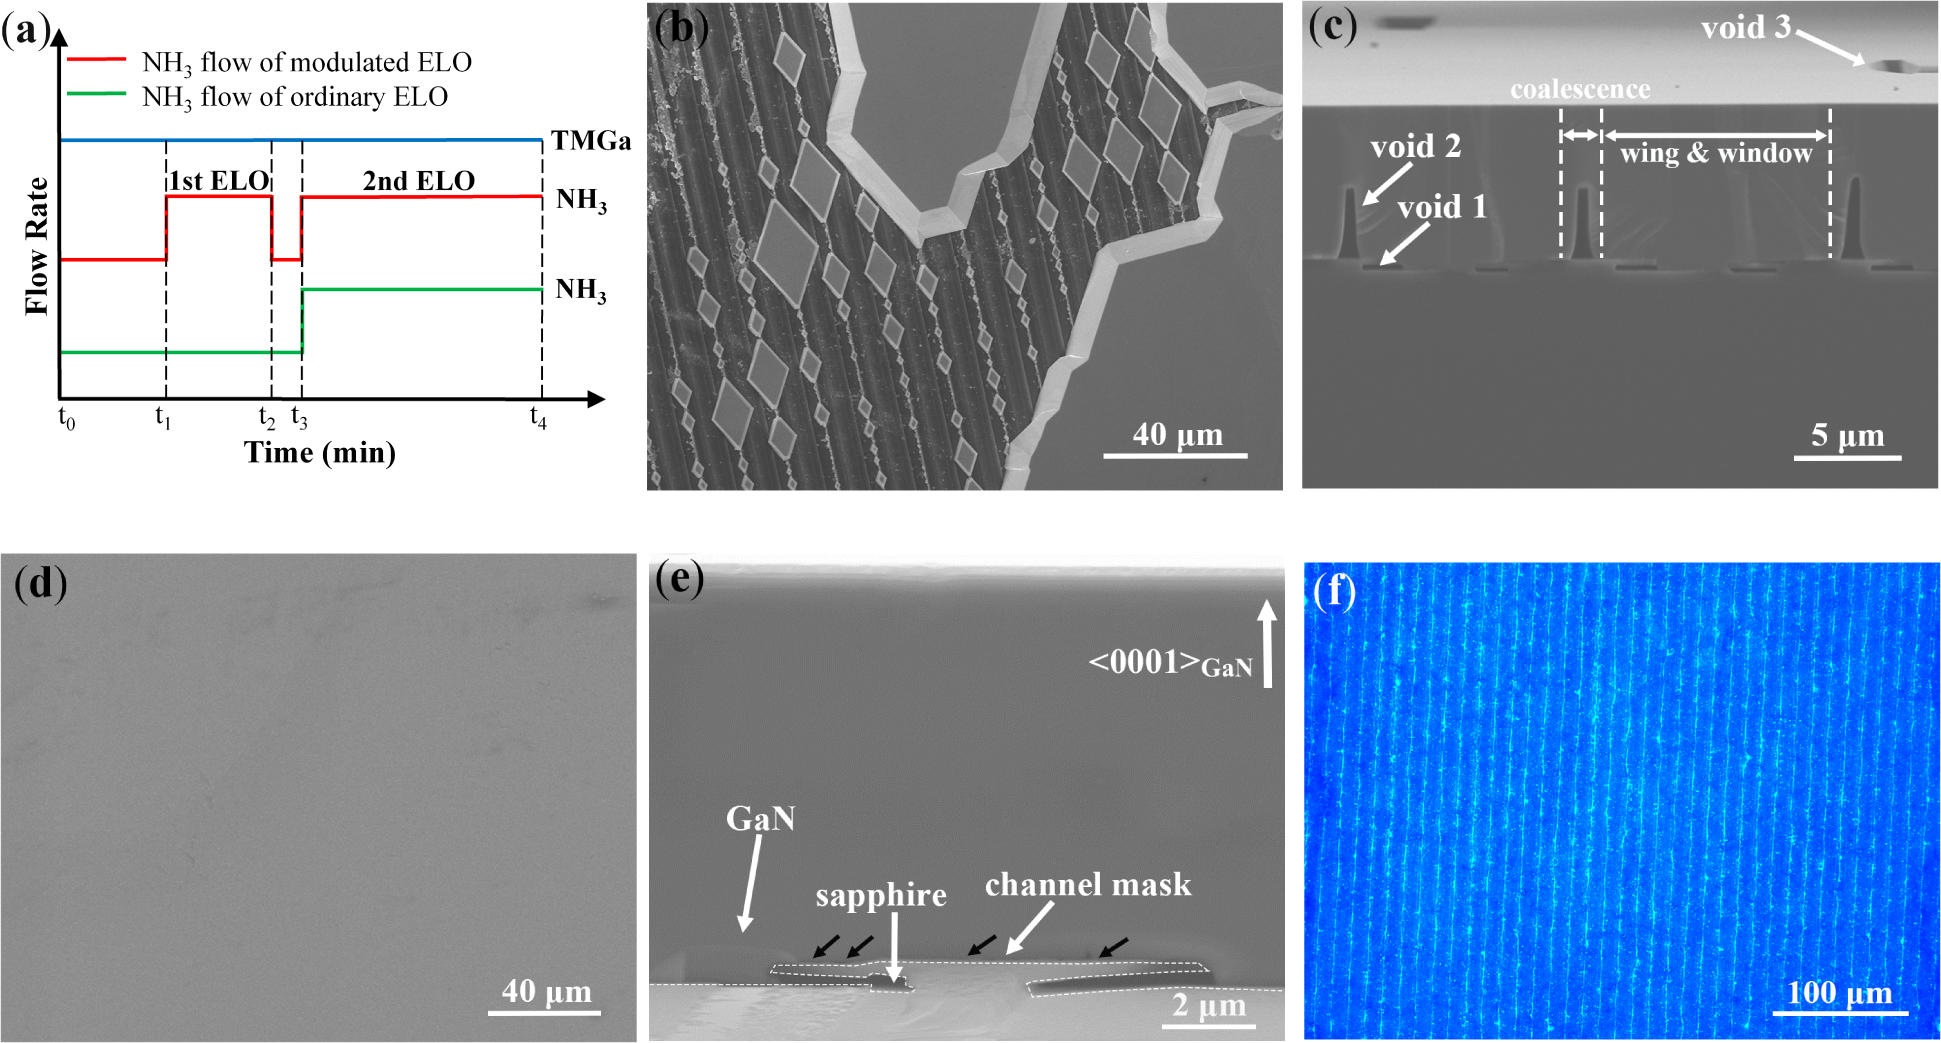 (a)
NH3 flow of modulated ELO
NH3 flow of ordinary ELO
TMGa
1st ELO
2nd ELO
NH3
NH3
Flow Rate
t0 t1 t2 t3 t4
Time (min)
(b)
40 μm
(c)
void 3
coalescence
void 2
wing & window
void 1
5 μm
(d)
40 μm
(e)
<0001>GaN
GaN
sapphire
channel mask
2 μm
(f)
100 μm